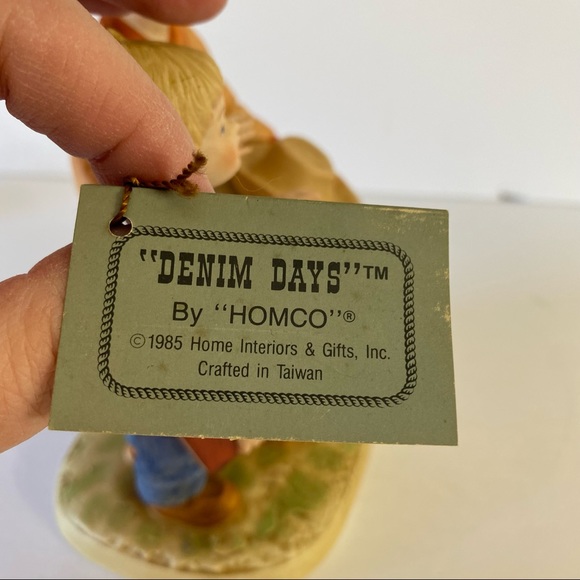 "DENIM DAYS"™
By "HOMCO"®
©1985 Home Interiors & Gifts, Inc.
Crafted in Taiwan